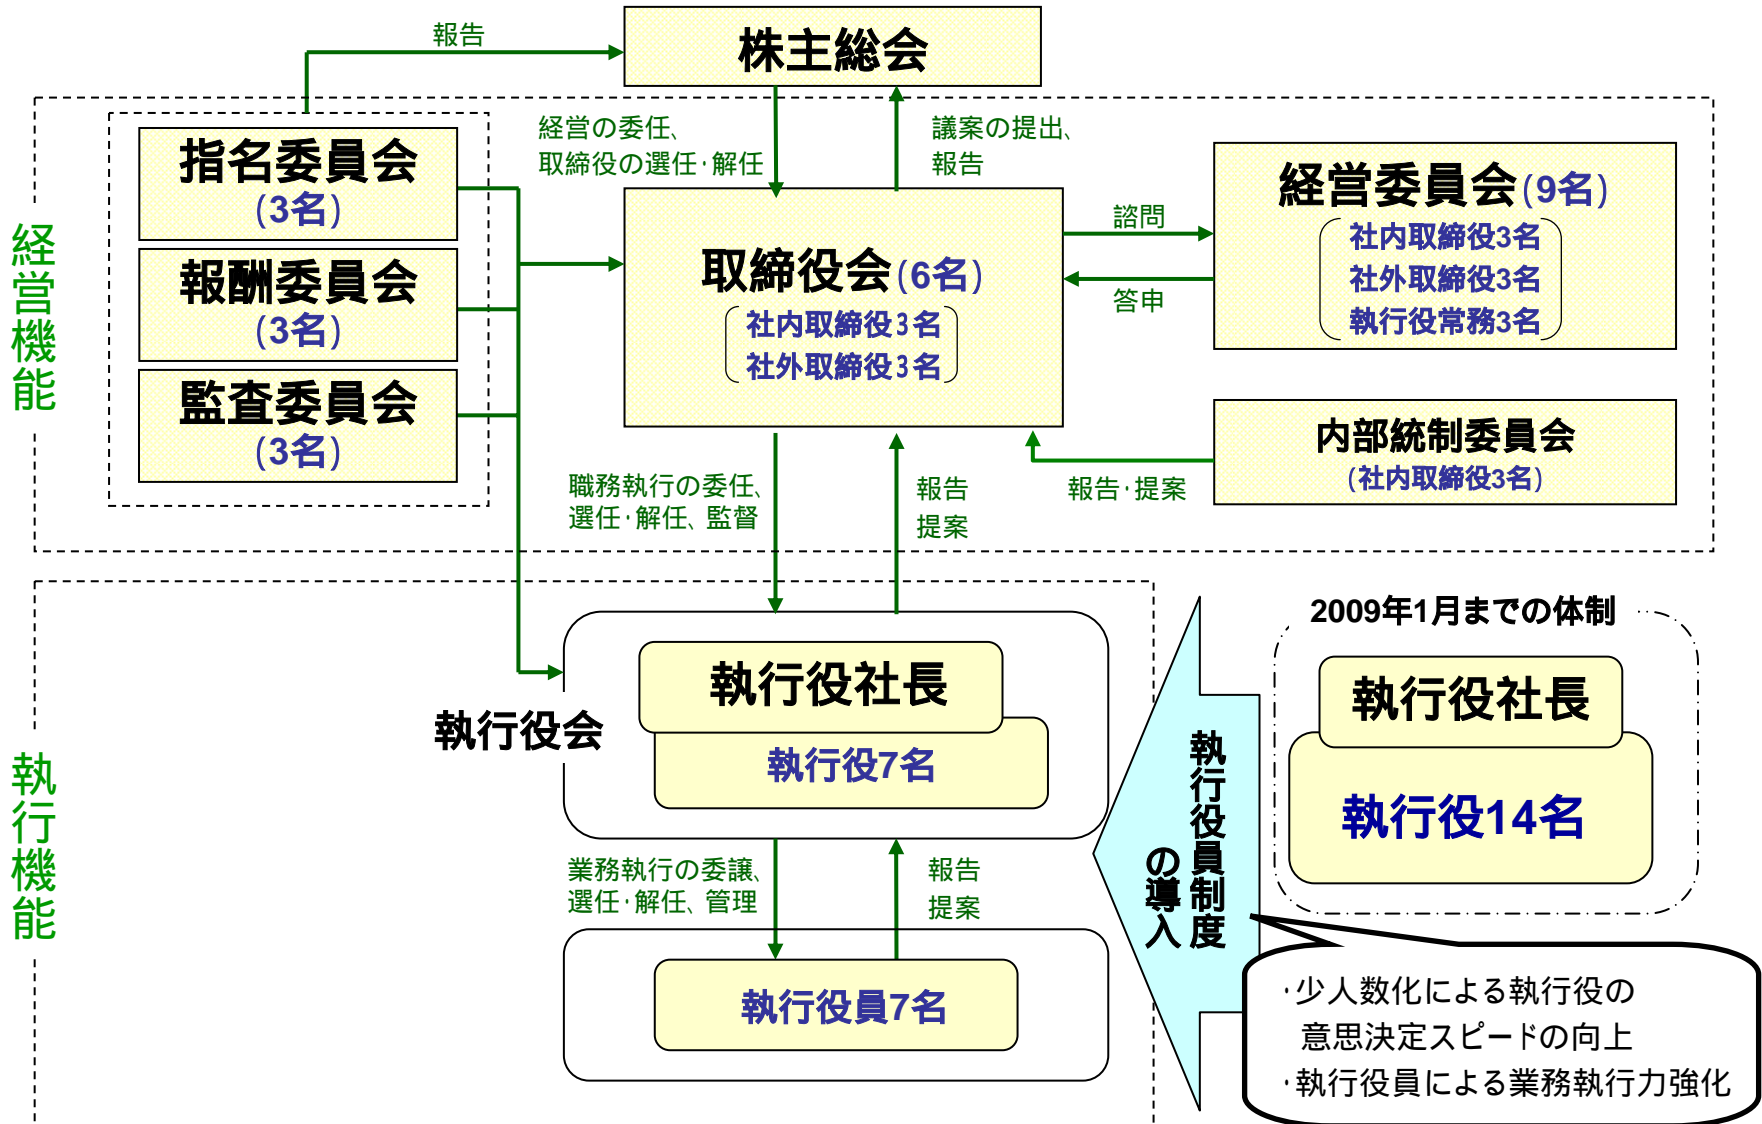 報告
株主総会
経営の委任、
取締役の選任・解任
議案の提出、
報告
経営機能
指名委員会
(3名)
報酬委員会
(3名)
監査委員会
(3名)
取締役会(6名)
社内取締役3名
社外取締役3名
諮問
答申
経営委員会(9名)
社内取締役3名
社外取締役3名
執行役常務3名
内部統制委員会
(社内取締役3名)
報告・提案
職務執行の委任、
選任・解任、監督
報告
提案
執行機能
執行役会
執行役社長
執行役7名
業務執行の委譲、
選任・解任、管理
報告
提案
執行役員7名
執行役員制度
の導入
2009年1月までの体制
執行役社長
執行役14名
・少人数化による執行役の
意思決定スピードの向上
・執行役員による業務執行力強化